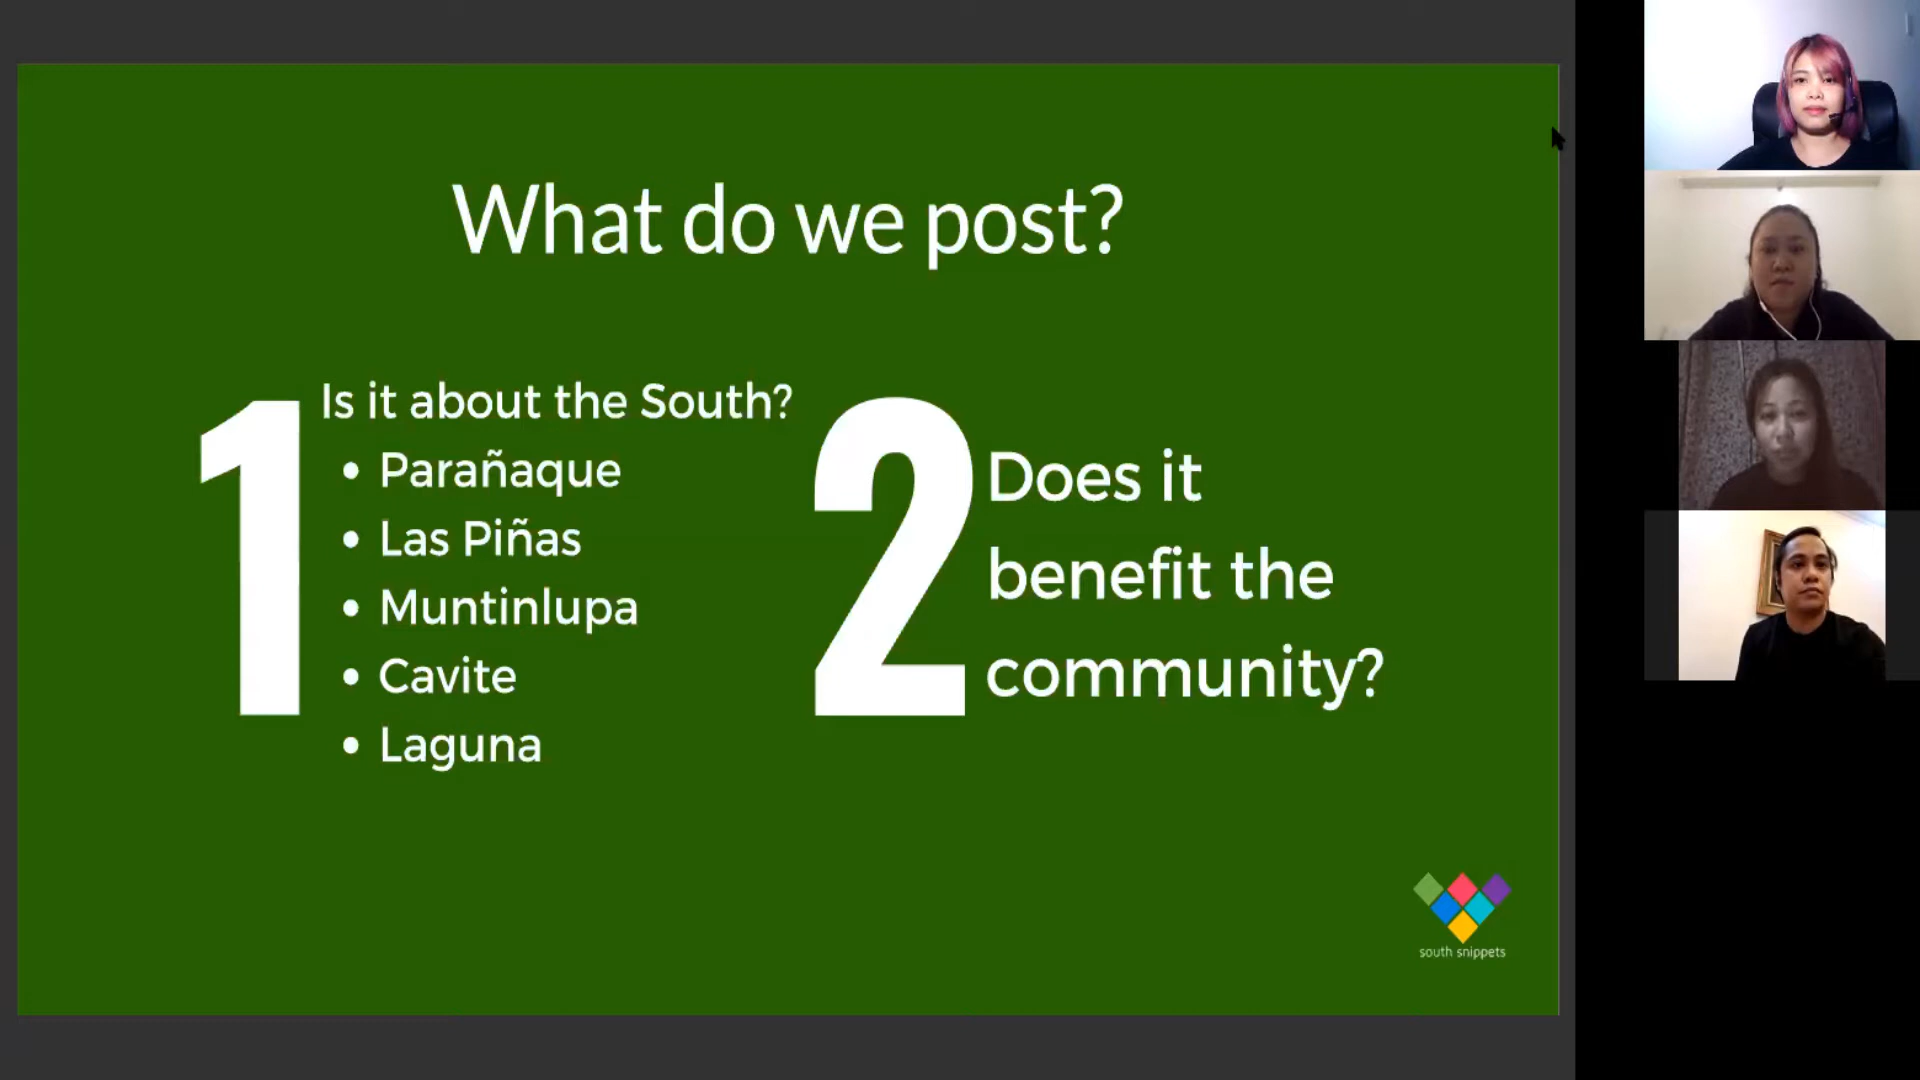 What do we post?
1
Is it about the South?
• Parañaque
• Las Piñas
• Muntinlupa
• Cavite
• Laguna
2
Does it
benefit the
community?
south snippets